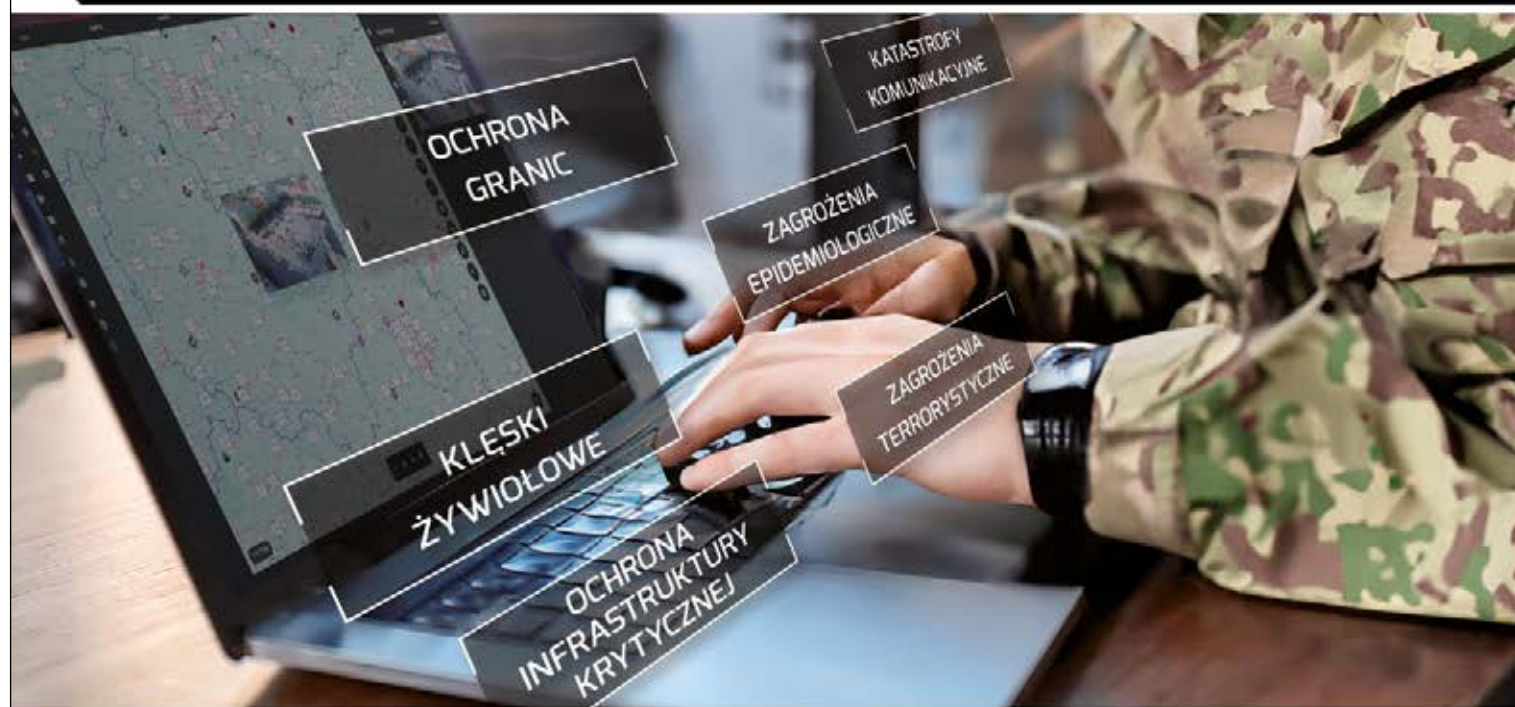 KATASTROFY
KOMUNIKACYJNE
OCHRONA
GRANIC
ZAGROŻENIA
EPIDEMIOLOGICZNE
ZAGROŻENIA
TERRORYSTYCZNE
KLĘSKI
ŻYWIOŁOWE
OCHRONA
INFRASTRUKTURY
KRYTYCZNEJ